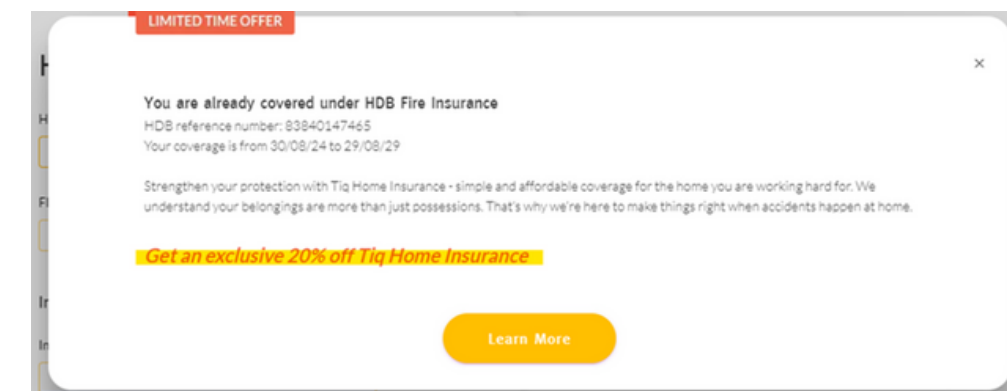 LIMITED TIME OFFER
×
You are already covered under HDB Fire Insurance
HDB reference number: 83840147465
Your coverage is from 30/08/24 to 29/08/29
Strengthen your protection with Tiq Home Insurance - simple and affordable coverage for the home you are working hard for. We
understand your belongings are more than just possessions. That's why we're here to make things right when accidents happen at home.
Get an exclusive 20% off Tiq Home Insurance
Learn More